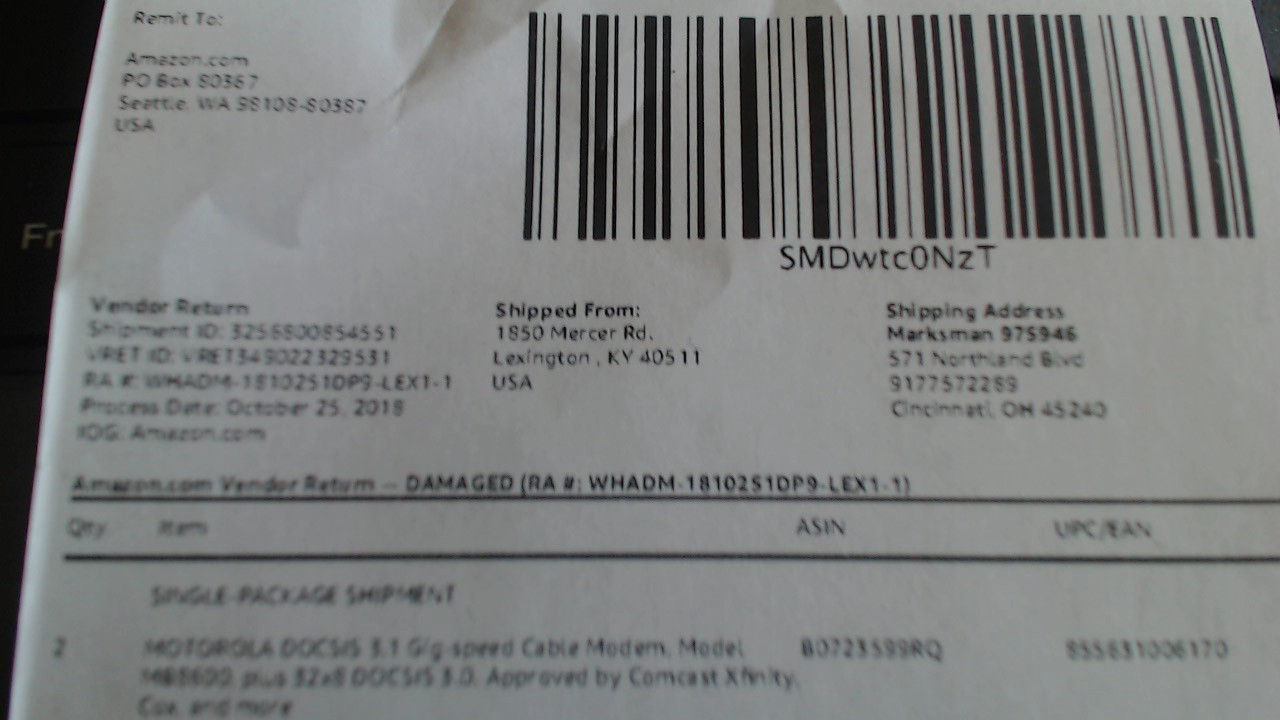 Remit To:
Amazon.com
PO Box 80387
Seattle, WA 98108-80387
USA
SMDwtc0NzT
Vendor Return
Shipment ID: 3256800854551
VRET ID: VRET349022329531
RA #: WHADM-1810251DP9-LEX1-1
Process Date: October 25, 2018
IOG: Amazon.com
Shipped From:
1850 Mercer Rd.
Lexington , KY 40511
USA
Shipping Address
Marksman 975946
571 Northland Blvd
9177572289
Cincinnati, OH 45240
Amazon.com Vendor Return -- DAMAGED (RA #: WHADM-1810251DP9-LEX1-1)
Qty Item ASIN UPC/EAN
SINGLE-PACKAGE SHIPMENT
2 MOTOROLA DOCSIS 3.1 Gig-speed Cable Modem, Model B0723599RQ 855631006170
MB8600, plus 32x8 DOCSIS 3.0, Approved by Comcast Xfinity,
Cox, and more